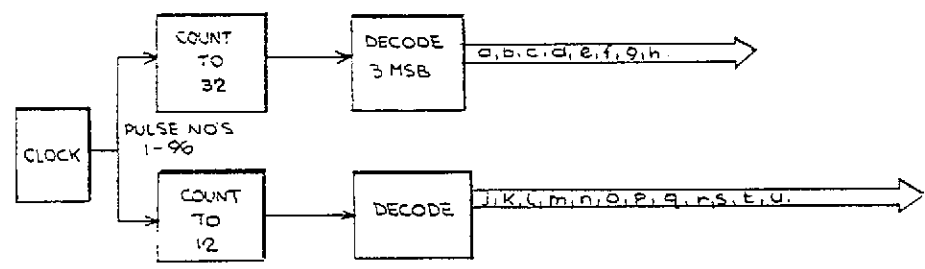 COUNT
TO
32
DECODE
3 MSB
a, b, c, d, e, f, g, h.
CLOCK
PULSE NO'S
1-96
COUNT
TO
12
DECODE
j, k, l, m, n, o, p, q, r, s, t, u.